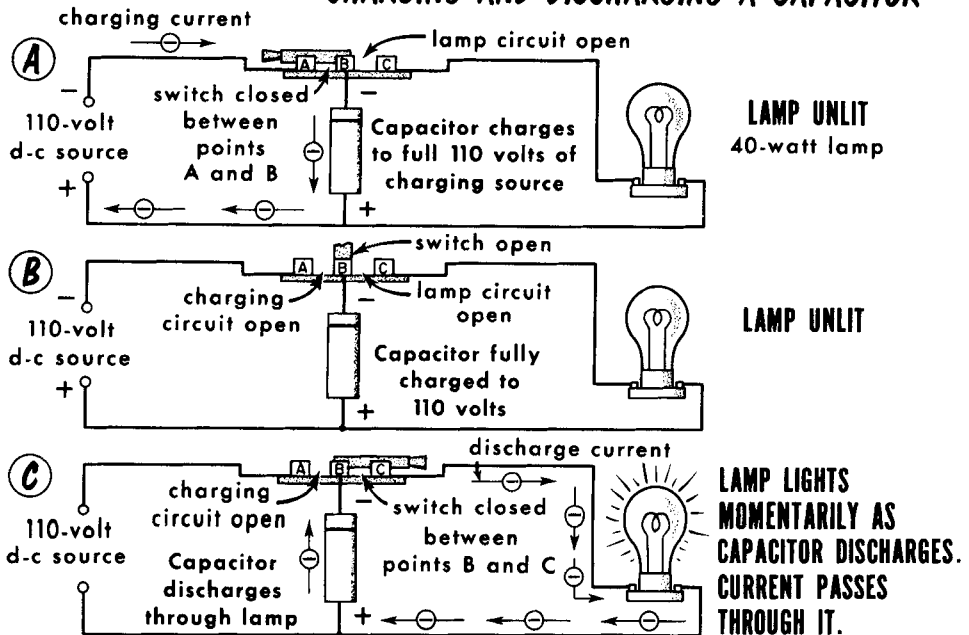 CHARGING AND DISCHARGING A CAPACITOR
charging current
A
lamp circuit open
A B C
−
switch closed
between
points
A and B
−
110-volt
d-c source
+
Capacitor charges
to full 110 volts of
charging source
+
LAMP UNLIT
40-watt lamp
B
switch open
A B C
−
charging
circuit open
−
lamp circuit
open
110-volt
d-c source
+
Capacitor fully
charged to
110 volts
+
LAMP UNLIT
C
discharge current
A B C
−
charging
circuit open
switch closed
between
points B and C
110-volt
d-c source
Capacitor
discharges
through lamp
+
LAMP LIGHTS
MOMENTARILY AS
CAPACITOR DISCHARGES.
CURRENT PASSES
THROUGH IT.